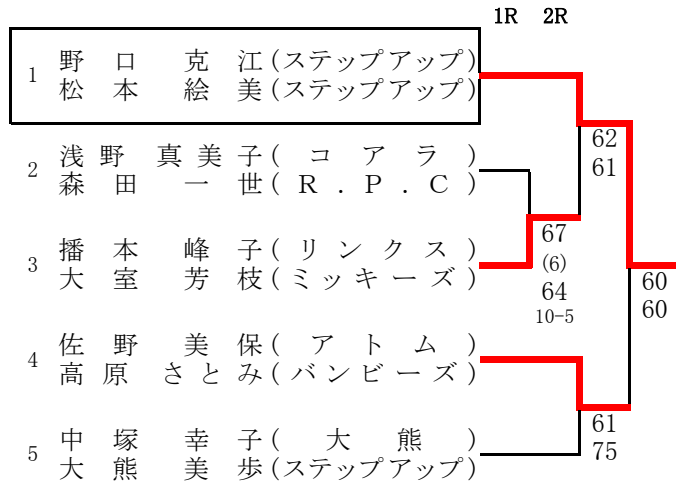 1R 2R
1 野口 克江(ステップアップ)
松本 絵美(ステップアップ)
62
61
2 浅野 真美子(コアラ)
森田 一世(R.P.C)
67
(6)
64
10-5
3 播本 峰子(リンクス)
大室 芳枝(ミッキーズ)
60
60
4 佐野 美保(アトム)
高原 さとみ(バンビーズ)
61
75
5 中塚 幸子(大熊)
大熊 美歩(ステップアップ)